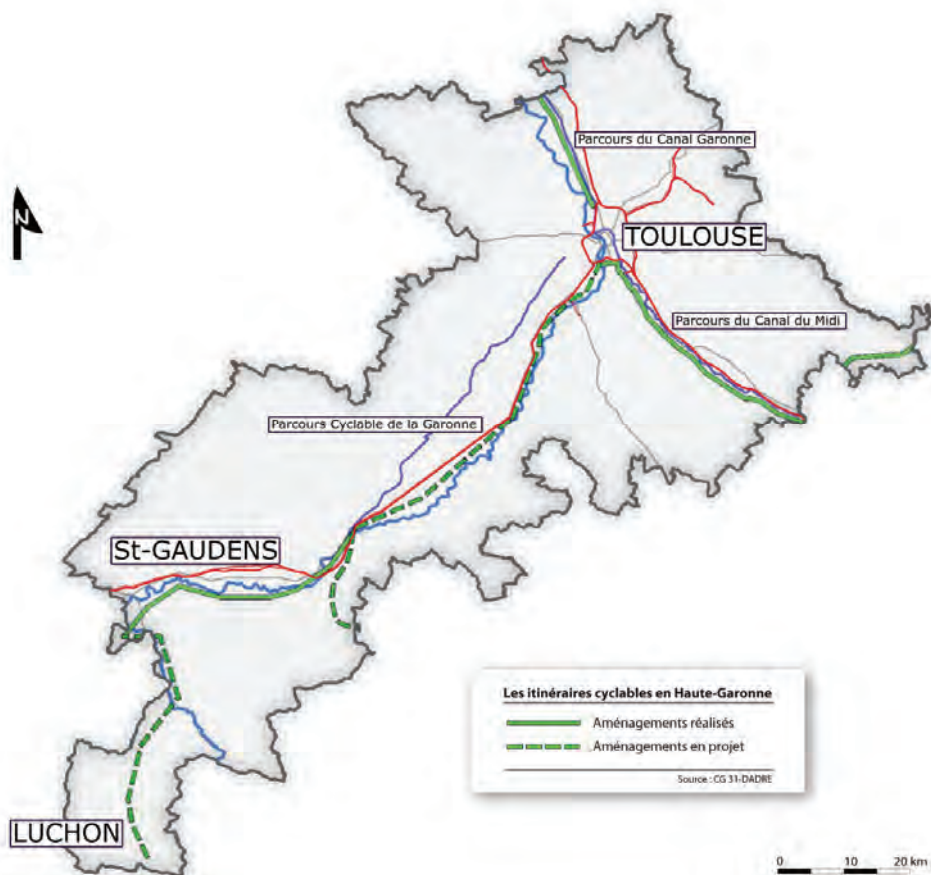 Parcours du Canal Garonne
N
TOULOUSE
Parcours du Canal du Midi
Parcours Cyclable de la Garonne
St-GAUDENS
Les itinéraires cyclables en Haute-Garonne
Aménagements réalisés
Aménagements en projet
Source : CG 31-DADRE
LUCHON
0 10 20 km